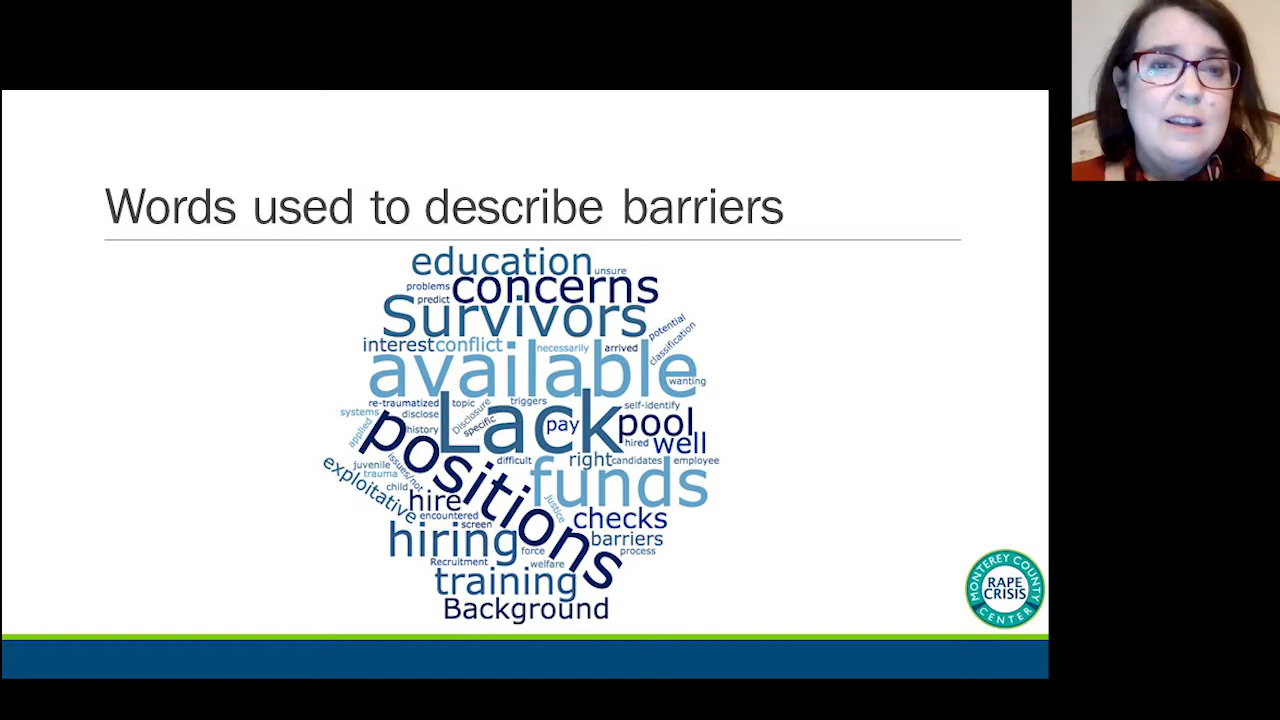 Words used to describe barriers
education
unsure
problems
concerns
predict
Survivors
potential
classification
interest
conflict
necessarily
arrived
available
wanting
re-traumatized
topic
triggers
self-identify
systems
disclose
Disclosure
specific
Lack
pay
pool
applied
history
hired
well
positions
difficult
right
candidates
employee
juvenile
issues/not
trauma
exploitative
child
hire
justice
funds
encountered
screen
checks
hiring
barriers
force
process
Recruitment
welfare
training
Background
MONTEREY COUNTY
RAPE
CRISIS
CENTER